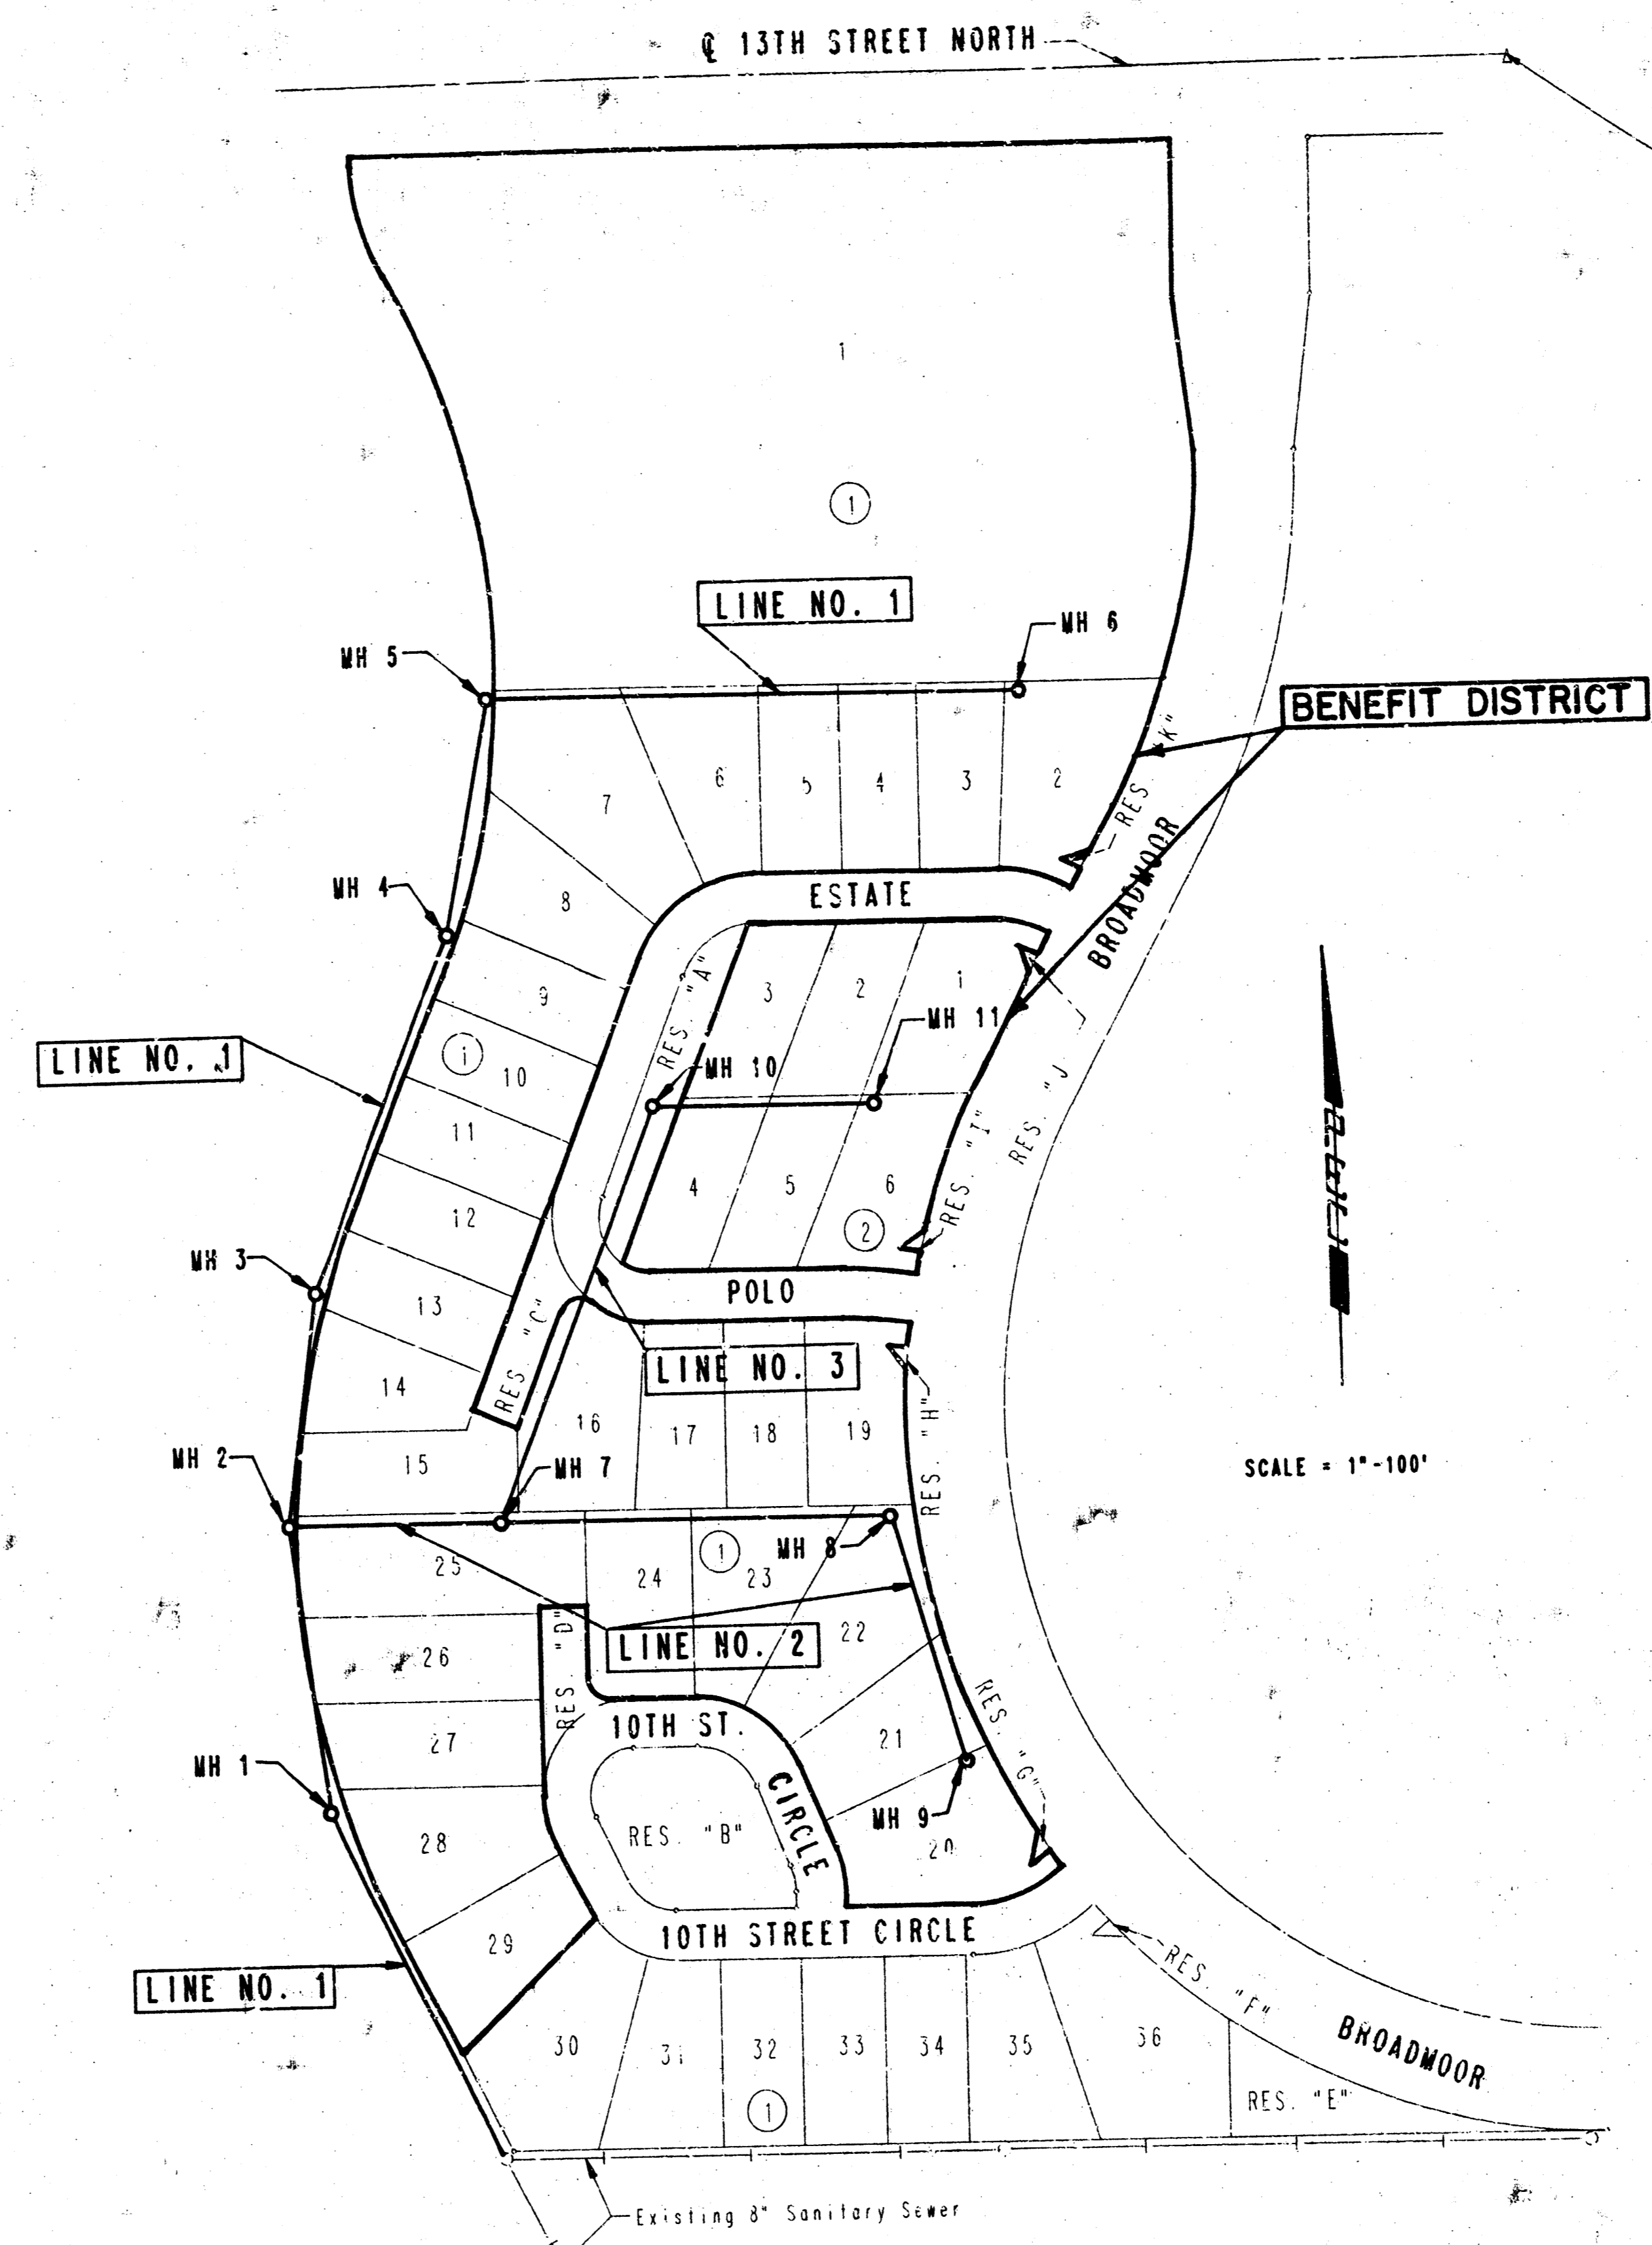 ℄ 13TH STREET NORTH
1
1
LINE NO. 1
MH 6
MH 5
BENEFIT DISTRICT
RES "K"
7
6
5
4
3
2
BROADMOOR
ESTATE
MH 4
8
RES. "A"
3
2
1
9
MH 11
LINE NO. 1
1
10
MH 10
RES. "J
11
RES. "I"
4
5
6
12
2
MH 3
POLO
13
RES "C"
LINE NO. 3
14
RES. "H"
16
17
18
19
MH 2
15
MH 7
SCALE = 1"-100'
1
MH 8
25
24
23
RES. "D"
LINE NO. 2
22
26
RES. "G"
10TH ST.
27
21
MH 1
CIRCLE
MH 9
RES. "B"
28
20
10TH STREET CIRCLE
29
RES. "F"
LINE NO. 1
BROADMOOR
30
31
32
33
34
35
36
RES. "E"
1
Existing 8" Sanitary Sewer